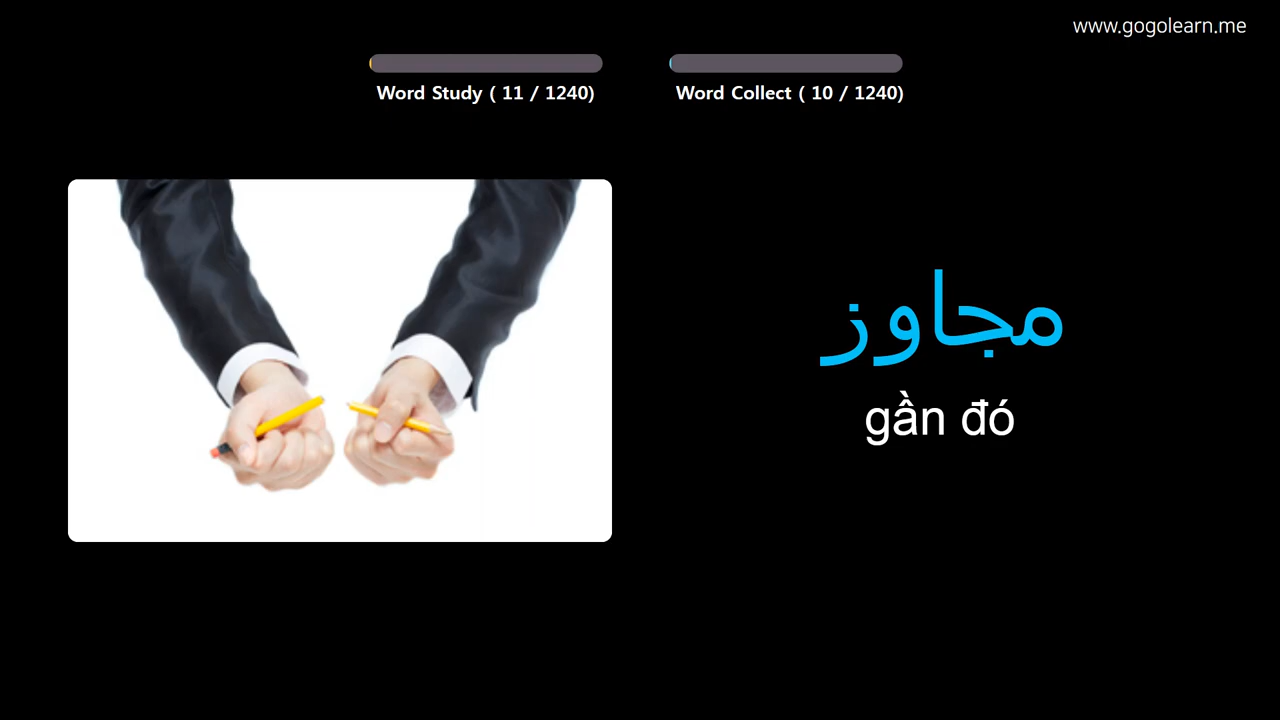 www.gogolearn.me
Word Study ( 11 / 1240)
Word Collect ( 10 / 1240)
مجاوز
gần đó